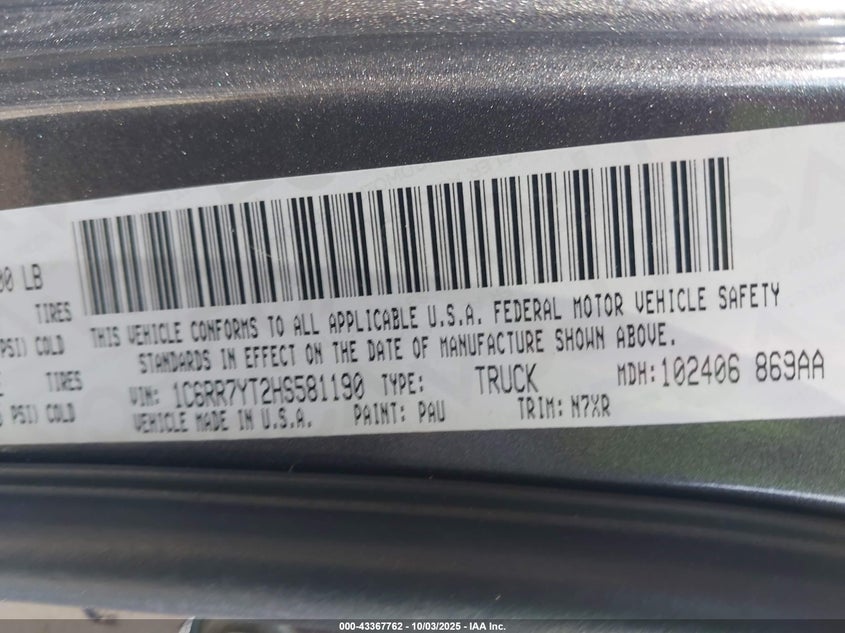 00 LB
TIRES
PSI) COLD
TIRES
PSI) COLD
THIS VEHICLE CONFORMS TO ALL APPLICABLE U.S.A. FEDERAL MOTOR VEHICLE SAFETY
STANDARDS IN EFFECT ON THE DATE OF MANUFACTURE SHOWN ABOVE.
VIN: 1C6RR7YT2HS581190 TYPE: TRUCK MDH:102406 869AA
VEHICLE MADE IN U.S.A. PAINT: PAU TRIM: N7XR
000-43367762 - 10/03/2025 - IAA Inc.